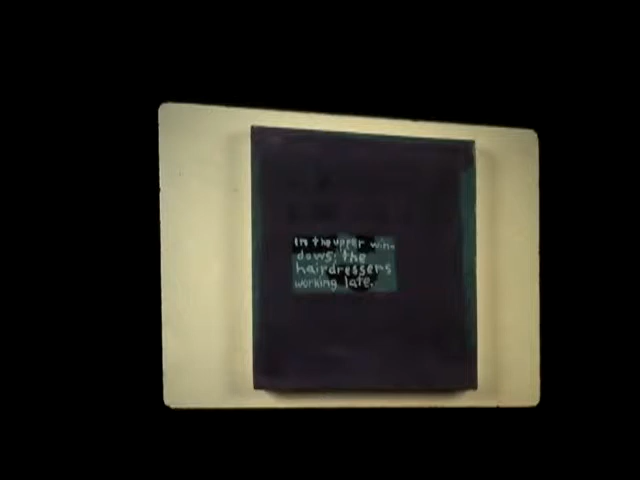 In the upper win-
dows, the
hairdressers
working late.